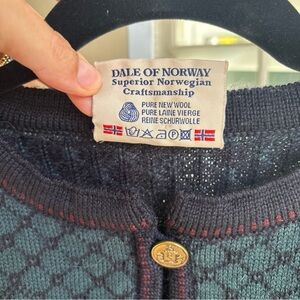 DALE OF NORWAY
Superior Norwegian
Craftsmanship
PURE NEW WOOL
PURE LAINE VIERGE
REINE SCHURWOLLE